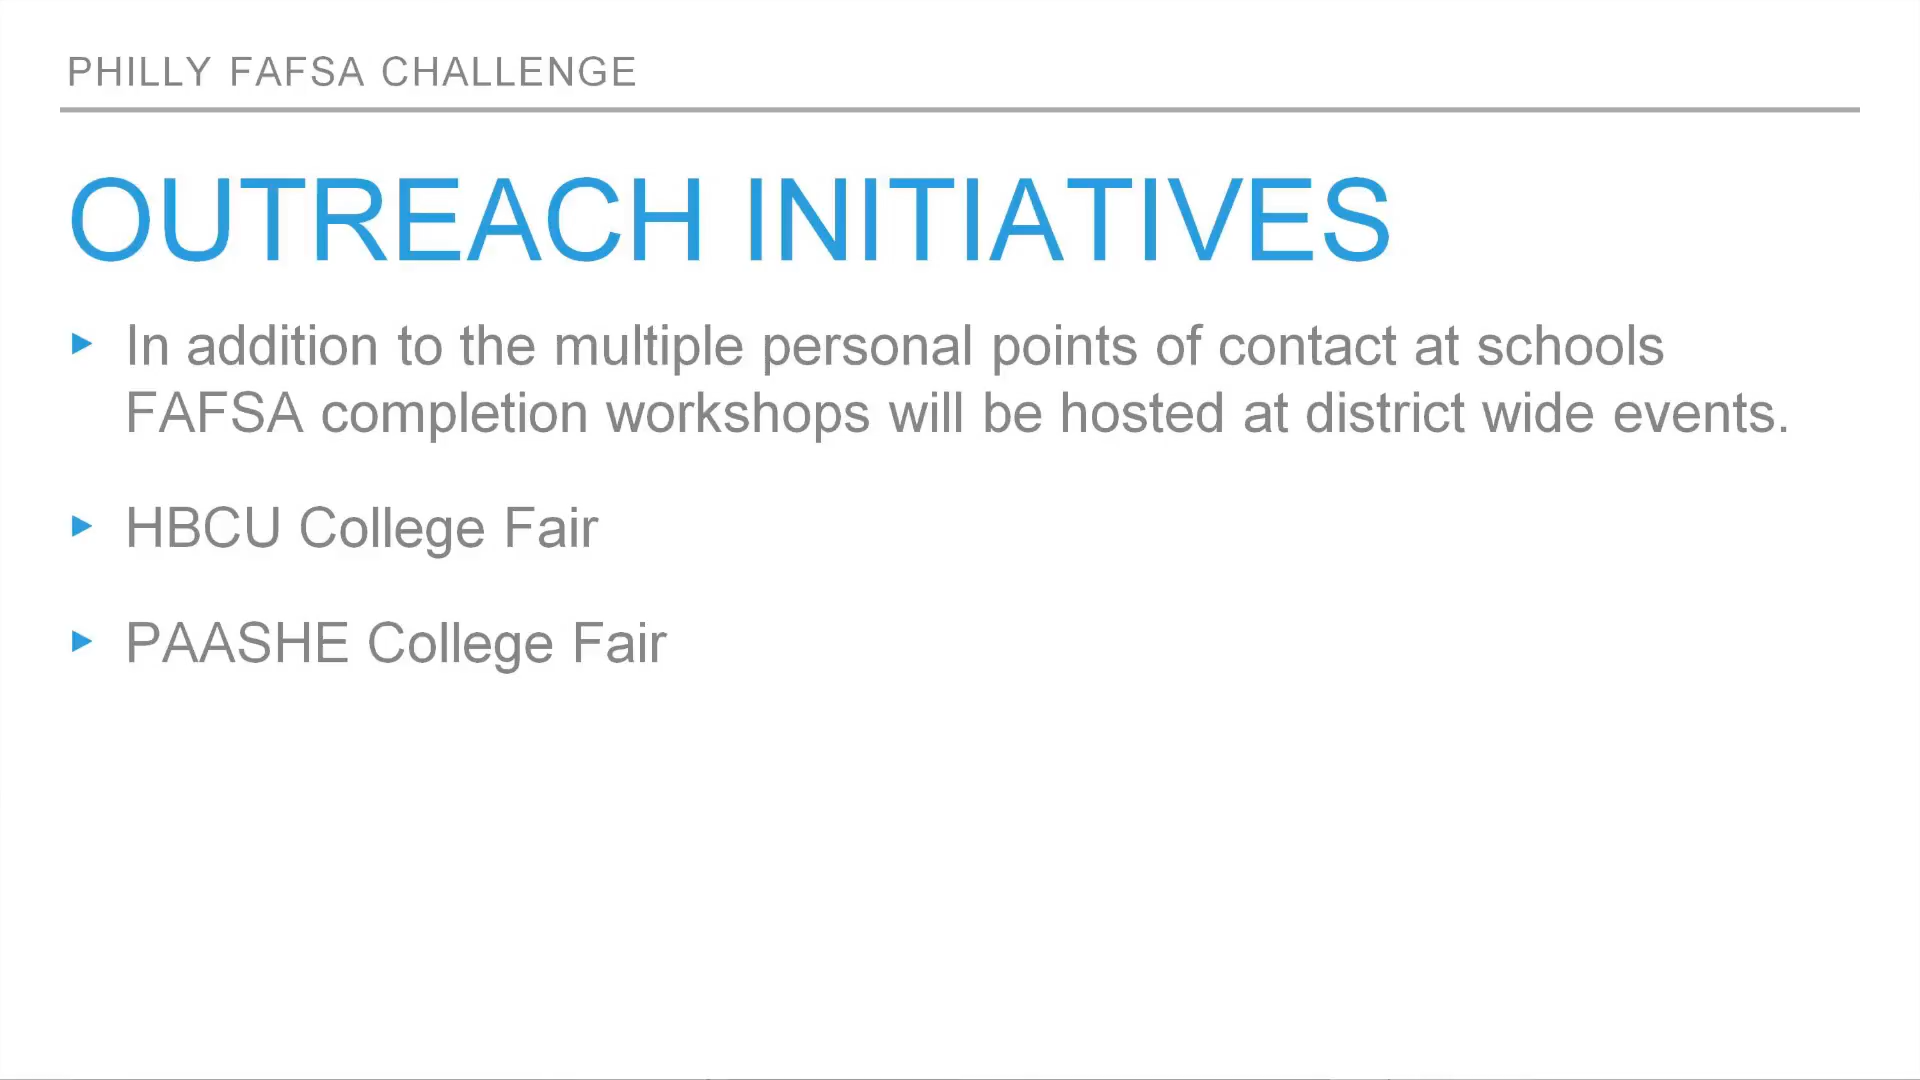 PHILLY FAFSA CHALLENGE
OUTREACH INITIATIVES
In addition to the multiple personal points of contact at schools
FAFSA completion workshops will be hosted at district wide events.
HBCU College Fair
PAASHE College Fair